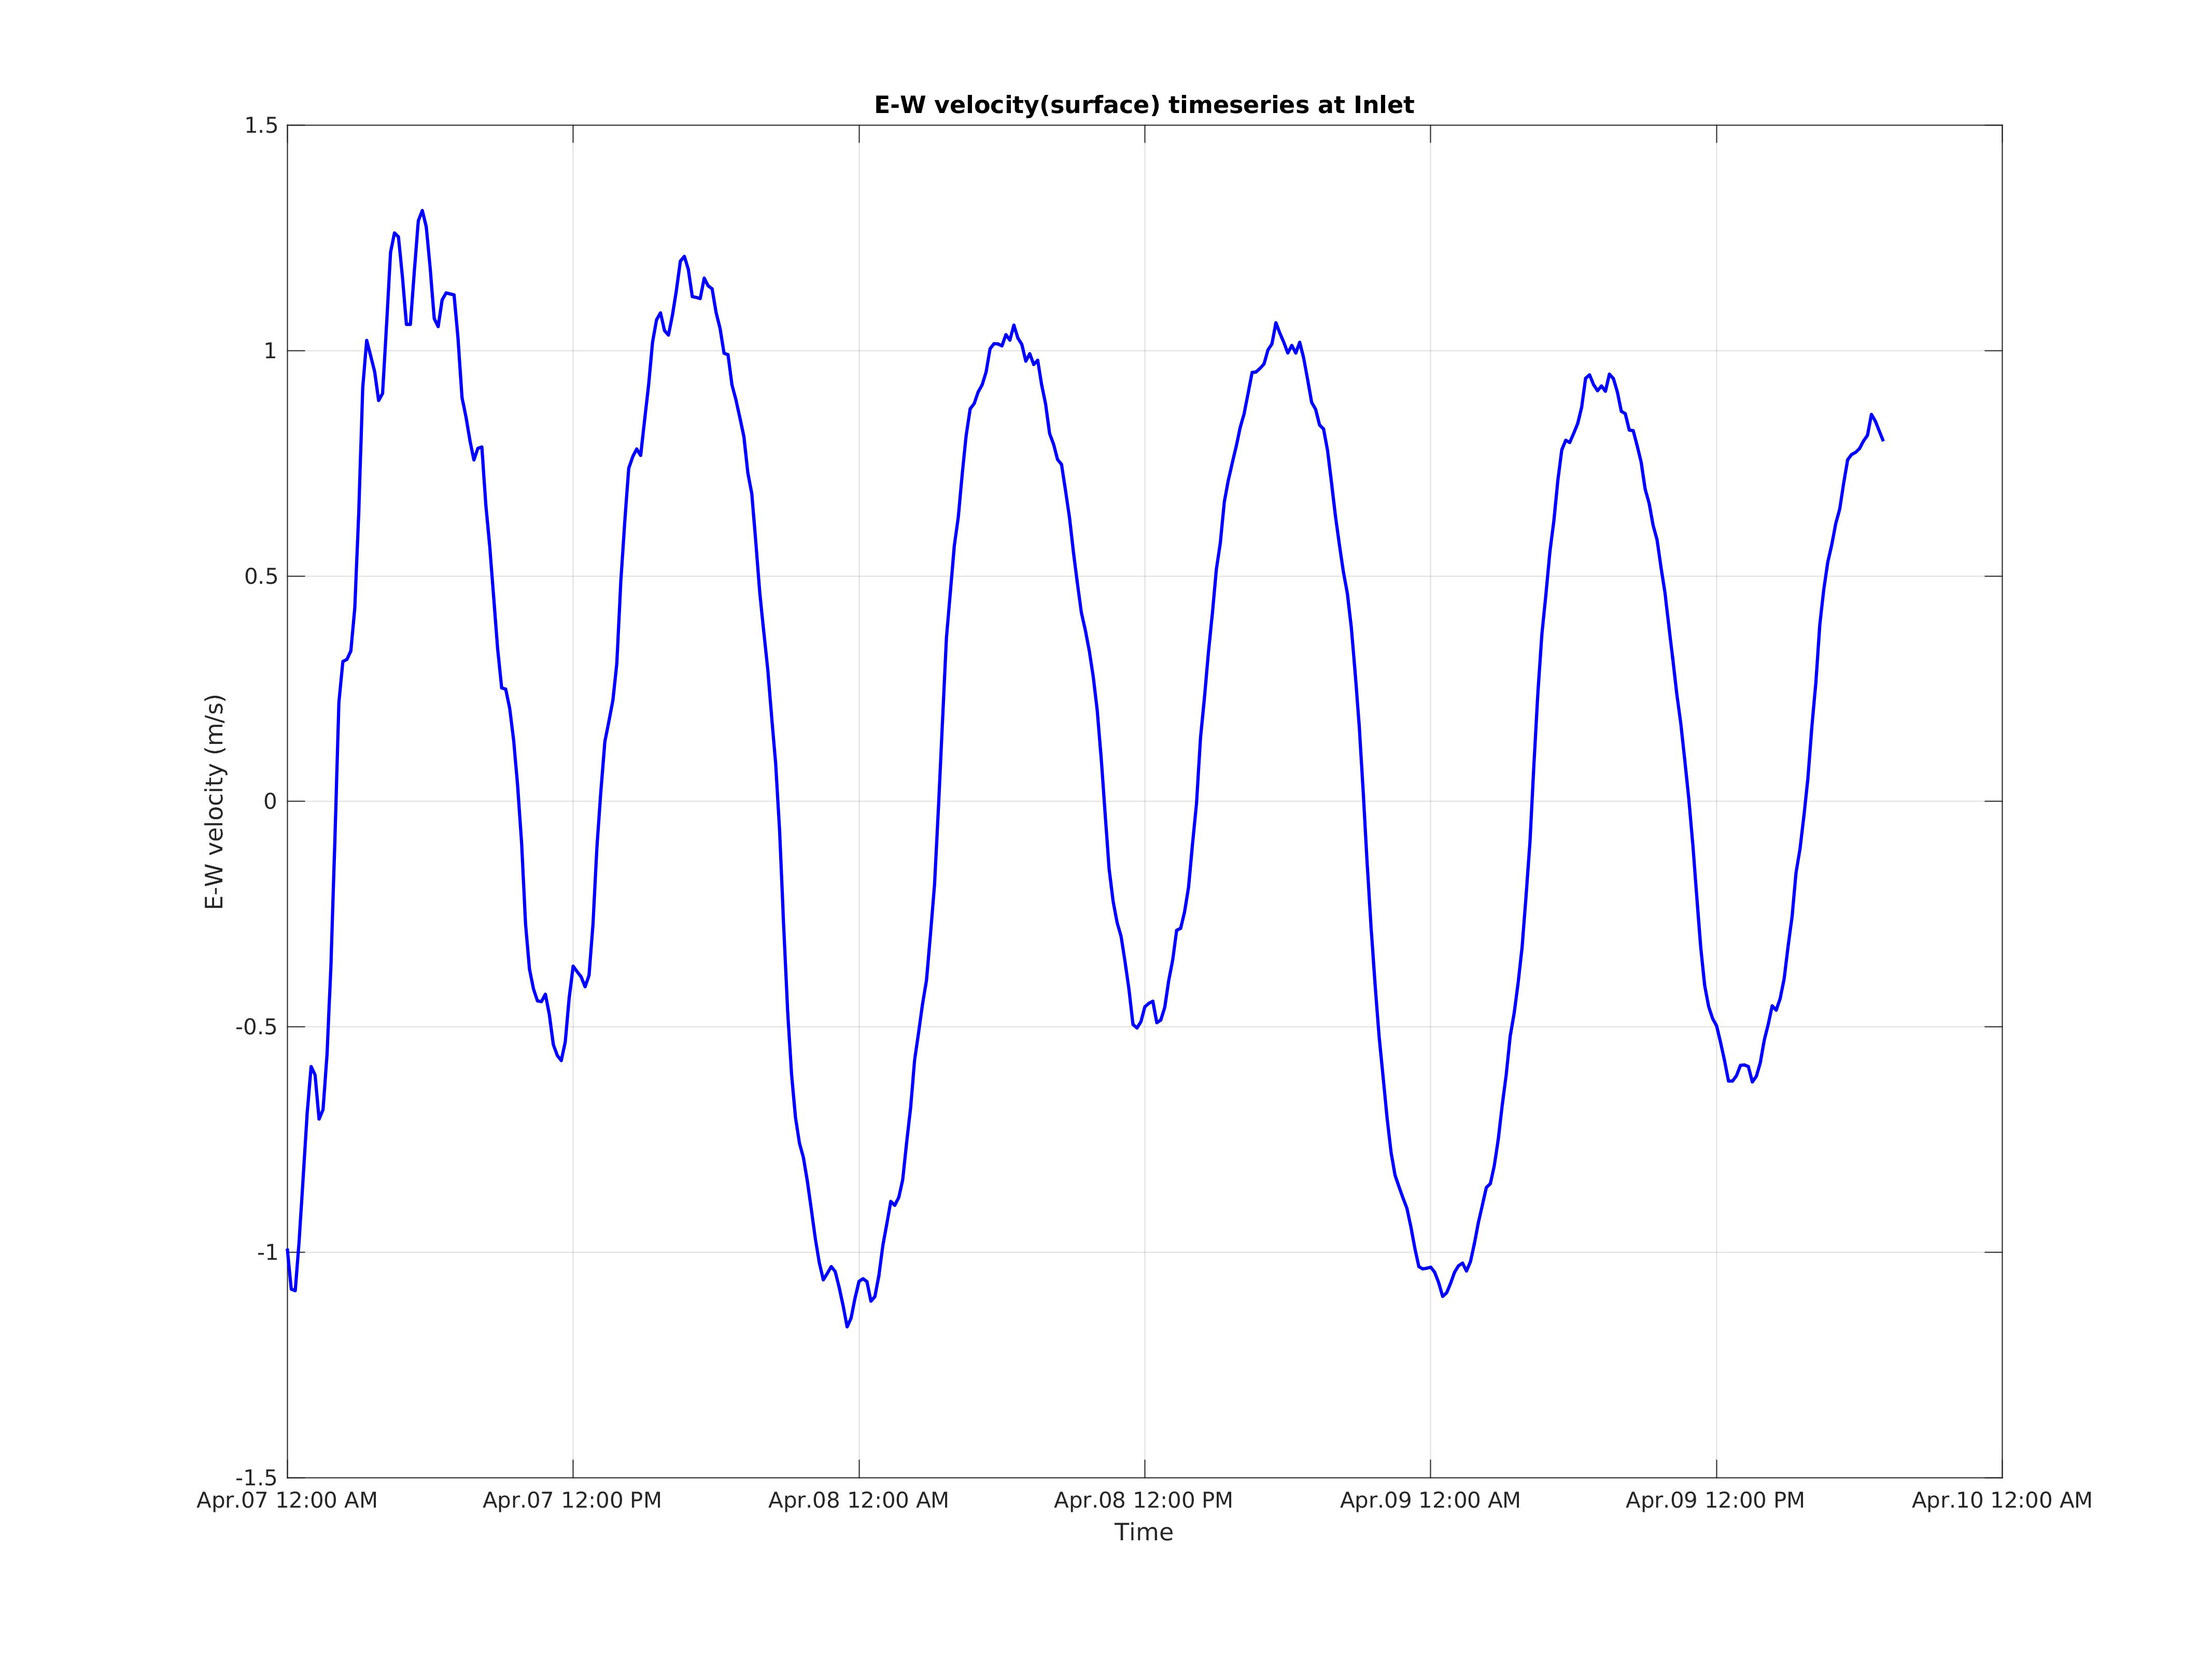 E-W velocity(surface) timeseries at Inlet
1.5
1
0.5
0
-0.5
-1
-1.5
E-W velocity (m/s)
Apr.07 12:00 AM Apr.07 12:00 PM Apr.08 12:00 AM Apr.08 12:00 PM Apr.09 12:00 AM Apr.09 12:00 PM Apr.10 12:00 AM
Time